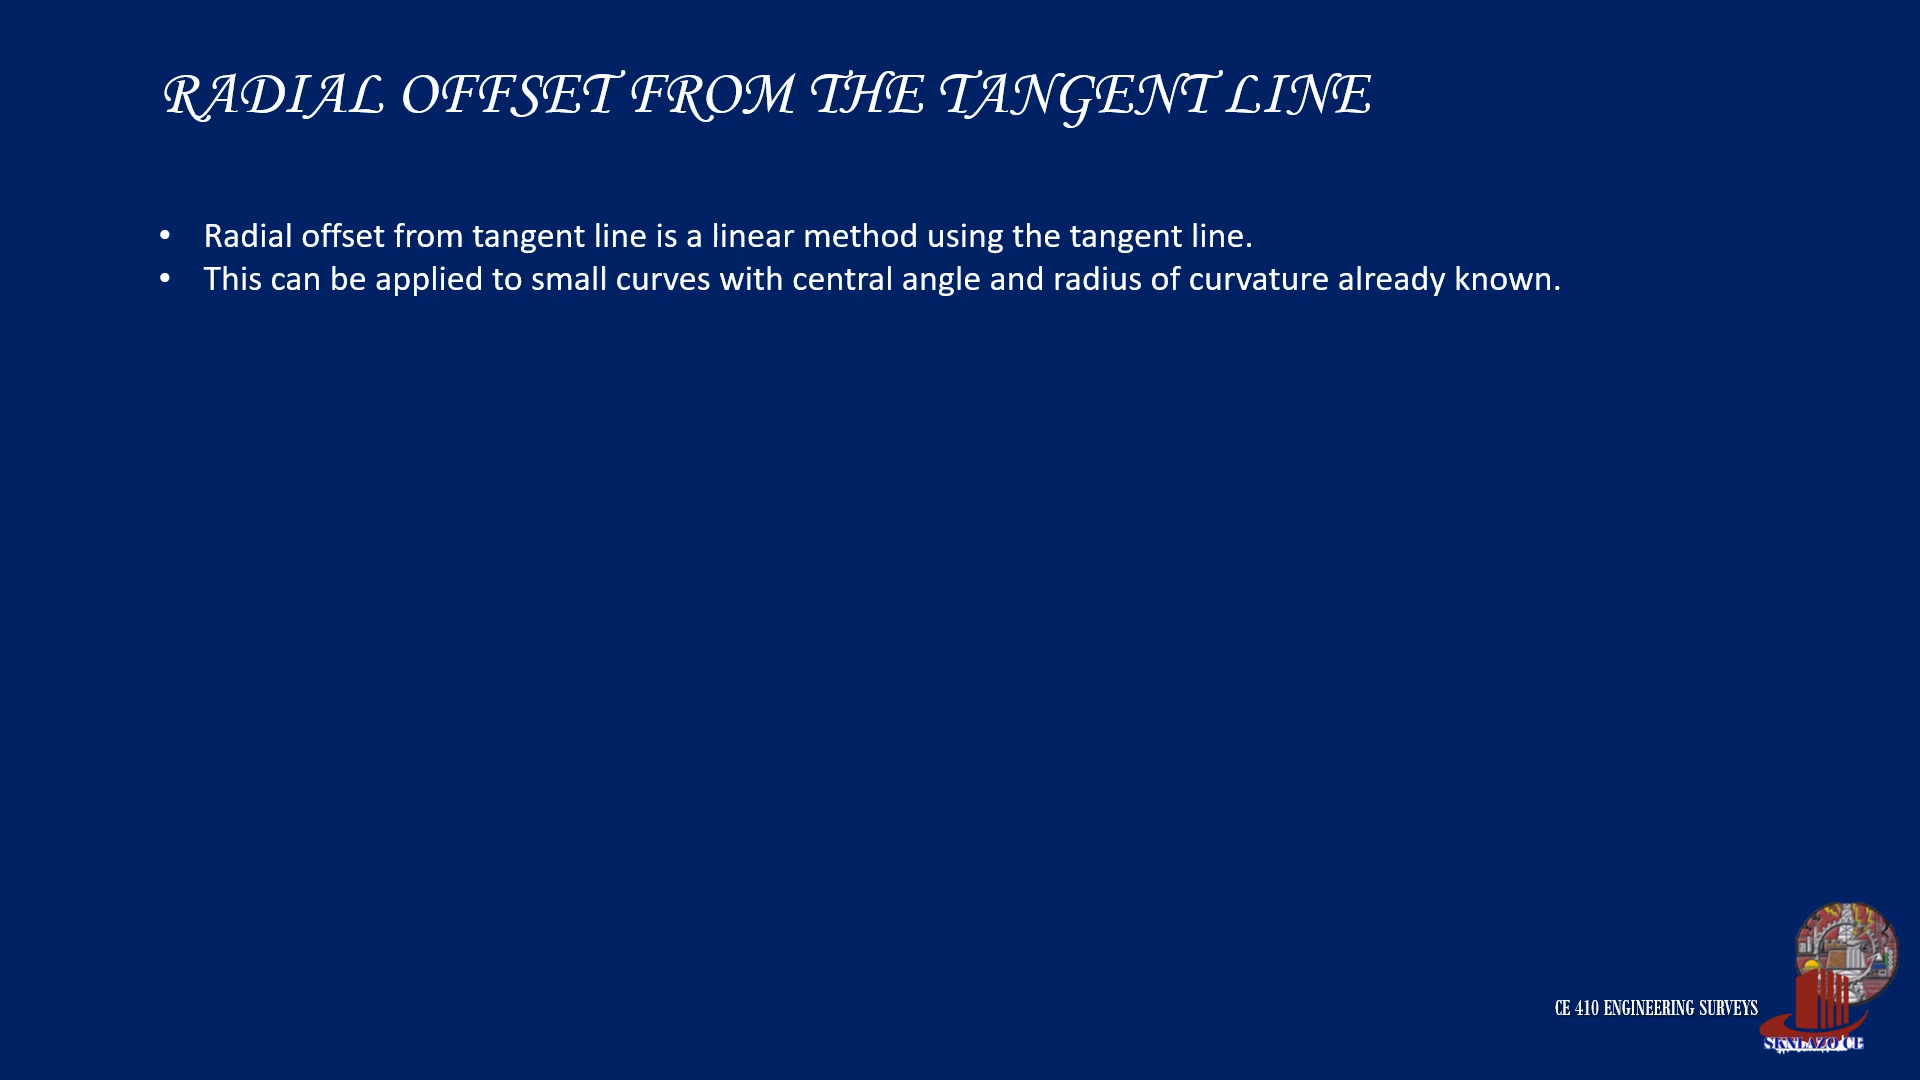 RADIAL OFFSET FROM THE TANGENT LINE
• Radial offset from tangent line is a linear method using the tangent line.
• This can be applied to small curves with central angle and radius of curvature already known.
CE 410 ENGINEERING SURVEYS
SKNLAZO CE